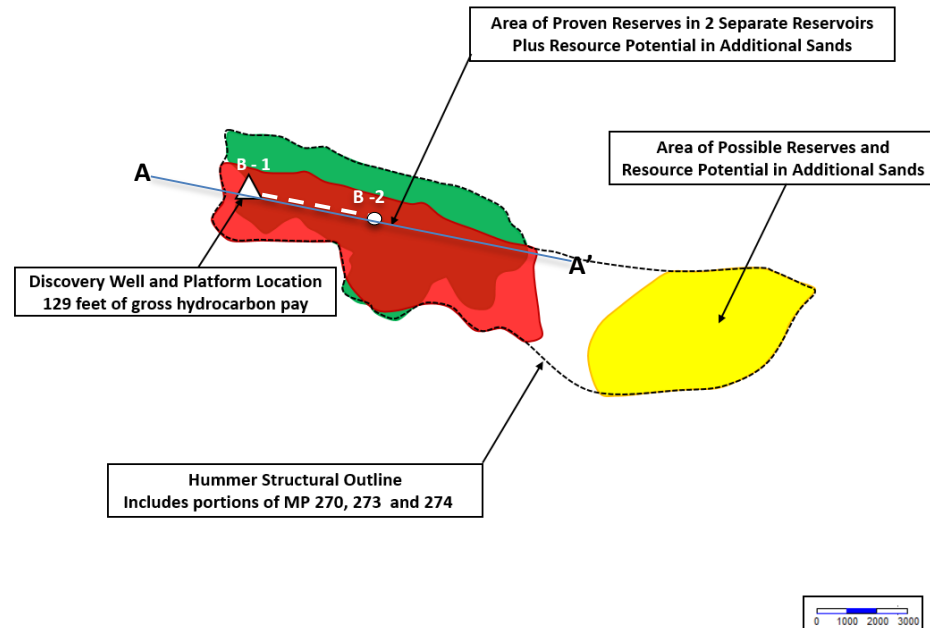 Area of Proven Reserves in 2 Separate Reservoirs
Plus Resource Potential in Additional Sands
Area of Possible Reserves and
Resource Potential in Additional Sands
B - 1
A
B -2
A’
Discovery Well and Platform Location
129 feet of gross hydrocarbon pay
Hummer Structural Outline
Includes portions of MP 270, 273 and 274
0 1000 2000 3000